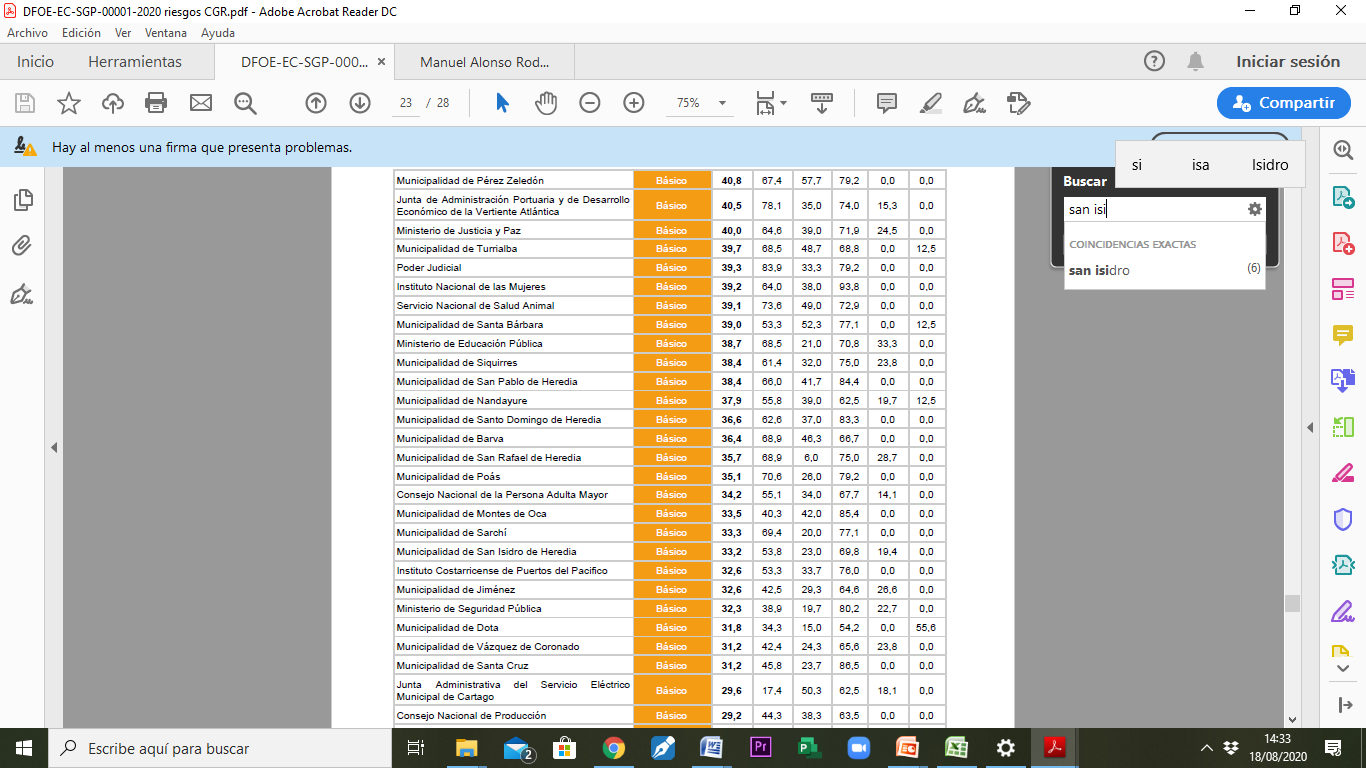 DFOE-EC-SGP-00001-2020 riesgos CGR.pdf - Adobe Acrobat Reader DC
Archivo Edición Ver Ventana Ayuda
Inicio Herramientas DFOE-EC-SGP-000... × Manuel Alonso Rod... Iniciar sesión
23 / 28 75% Compartir
Hay al menos una firma que presenta problemas.
si isa Isidro
Buscar
san isi
COINCIDENCIAS EXACTAS
san isidro (6)
Municipalidad de Pérez Zeledón Básico 40,8 67,4 57,7 79,2 0,0 0,0
Junta de Administración Portuaria y de Desarrollo
Económico de la Vertiente Atlántica Básico 40,5 78,1 35,0 74,0 15,3 0,0
Ministerio de Justicia y Paz Básico 40,0 64,6 39,0 71,9 24,5 0,0
Municipalidad de Turrialba Básico 39,7 68,5 48,7 68,8 0,0 12,5
Poder Judicial Básico 39,3 83,9 33,3 79,2 0,0 0,0
Instituto Nacional de las Mujeres Básico 39,2 64,0 38,0 93,8 0,0 0,0
Servicio Nacional de Salud Animal Básico 39,1 73,6 49,0 72,9 0,0 0,0
Municipalidad de Santa Bárbara Básico 39,0 53,3 52,3 77,1 0,0 12,5
Ministerio de Educación Pública Básico 38,7 68,5 21,0 70,8 33,3 0,0
Municipalidad de Siquirres Básico 38,4 61,4 32,0 75,0 23,8 0,0
Municipalidad de San Pablo de Heredia Básico 38,4 66,0 41,7 84,4 0,0 0,0
Municipalidad de Nandayure Básico 37,9 55,8 39,0 62,5 19,7 12,5
Municipalidad de Santo Domingo de Heredia Básico 36,6 62,6 37,0 83,3 0,0 0,0
Municipalidad de Barva Básico 36,4 68,9 46,3 66,7 0,0 0,0
Municipalidad de San Rafael de Heredia Básico 35,7 68,9 6,0 75,0 28,7 0,0
Municipalidad de Poás Básico 35,1 70,6 26,0 79,2 0,0 0,0
Consejo Nacional de la Persona Adulta Mayor Básico 34,2 55,1 34,0 67,7 14,1 0,0
Municipalidad de Montes de Oca Básico 33,5 40,3 42,0 85,4 0,0 0,0
Municipalidad de Sarchí Básico 33,3 69,4 20,0 77,1 0,0 0,0
Municipalidad de San Isidro de Heredia Básico 33,2 53,8 23,0 69,8 19,4 0,0
Instituto Costarricense de Puertos del Pacifico Básico 32,6 53,3 33,7 76,0 0,0 0,0
Municipalidad de Jiménez Básico 32,6 42,5 29,3 64,6 26,6 0,0
Ministerio de Seguridad Pública Básico 32,3 38,9 19,7 80,2 22,7 0,0
Municipalidad de Dota Básico 31,8 34,3 15,0 54,2 0,0 55,6
Municipalidad de Vázquez de Coronado Básico 31,2 42,4 24,3 65,6 23,8 0,0
Municipalidad de Santa Cruz Básico 31,2 45,8 23,7 86,5 0,0 0,0
Junta Administrativa del Servicio Eléctrico
Municipal de Cartago Básico 29,6 17,4 50,3 62,5 18,1 0,0
Consejo Nacional de Producción Básico 29,2 44,3 38,3 63,5 0,0 0,0
Escribe aquí para buscar 2 Pr 14:33
18/08/2020